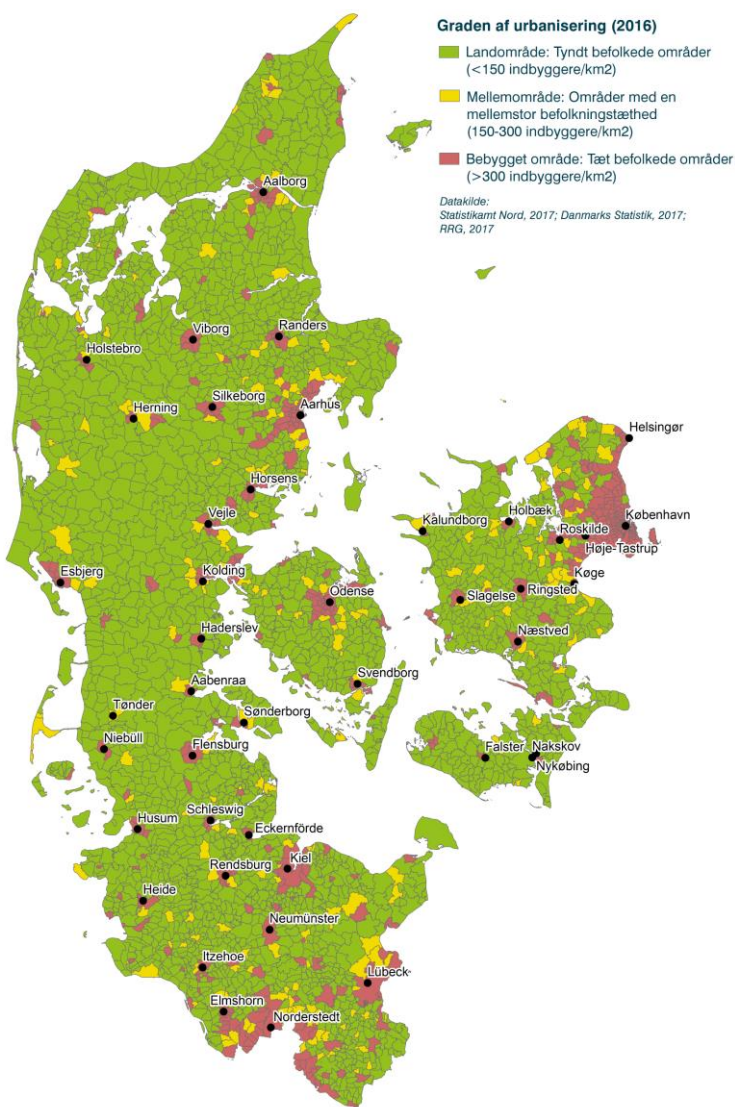 Graden af urbanisering (2016)
Landområde: Tyndt befolkede områder
(<150 indbyggere/km2)
Mellemområde: Områder med en
mellemstor befolkningstæthed
(150-300 indbyggere/km2)
Bebygget område: Tæt befolkede områder
(>300 indbyggere/km2)
Datakilde:
Statistikamt Nord, 2017; Danmarks Statistik, 2017;
RRG, 2017
Aalborg
Viborg
Randers
Holstebro
Silkeborg
Herning
Aarhus
Helsingør
Horsens
Vejle
Kalundborg
Holbæk
København
Roskilde
Høje-Tastrup
Esbjerg
Kolding
Køge
Odense
Ringsted
Slagelse
Haderslev
Næstved
Aabenraa
Svendborg
Tønder
Sønderborg
Niebüll
Flensburg
Falster
Nakskov
Nykøbing
Husum
Schleswig
Eckernförde
Rendsburg
Kiel
Heide
Neumünster
Itzehoe
Lübeck
Elmshorn
Norderstedt